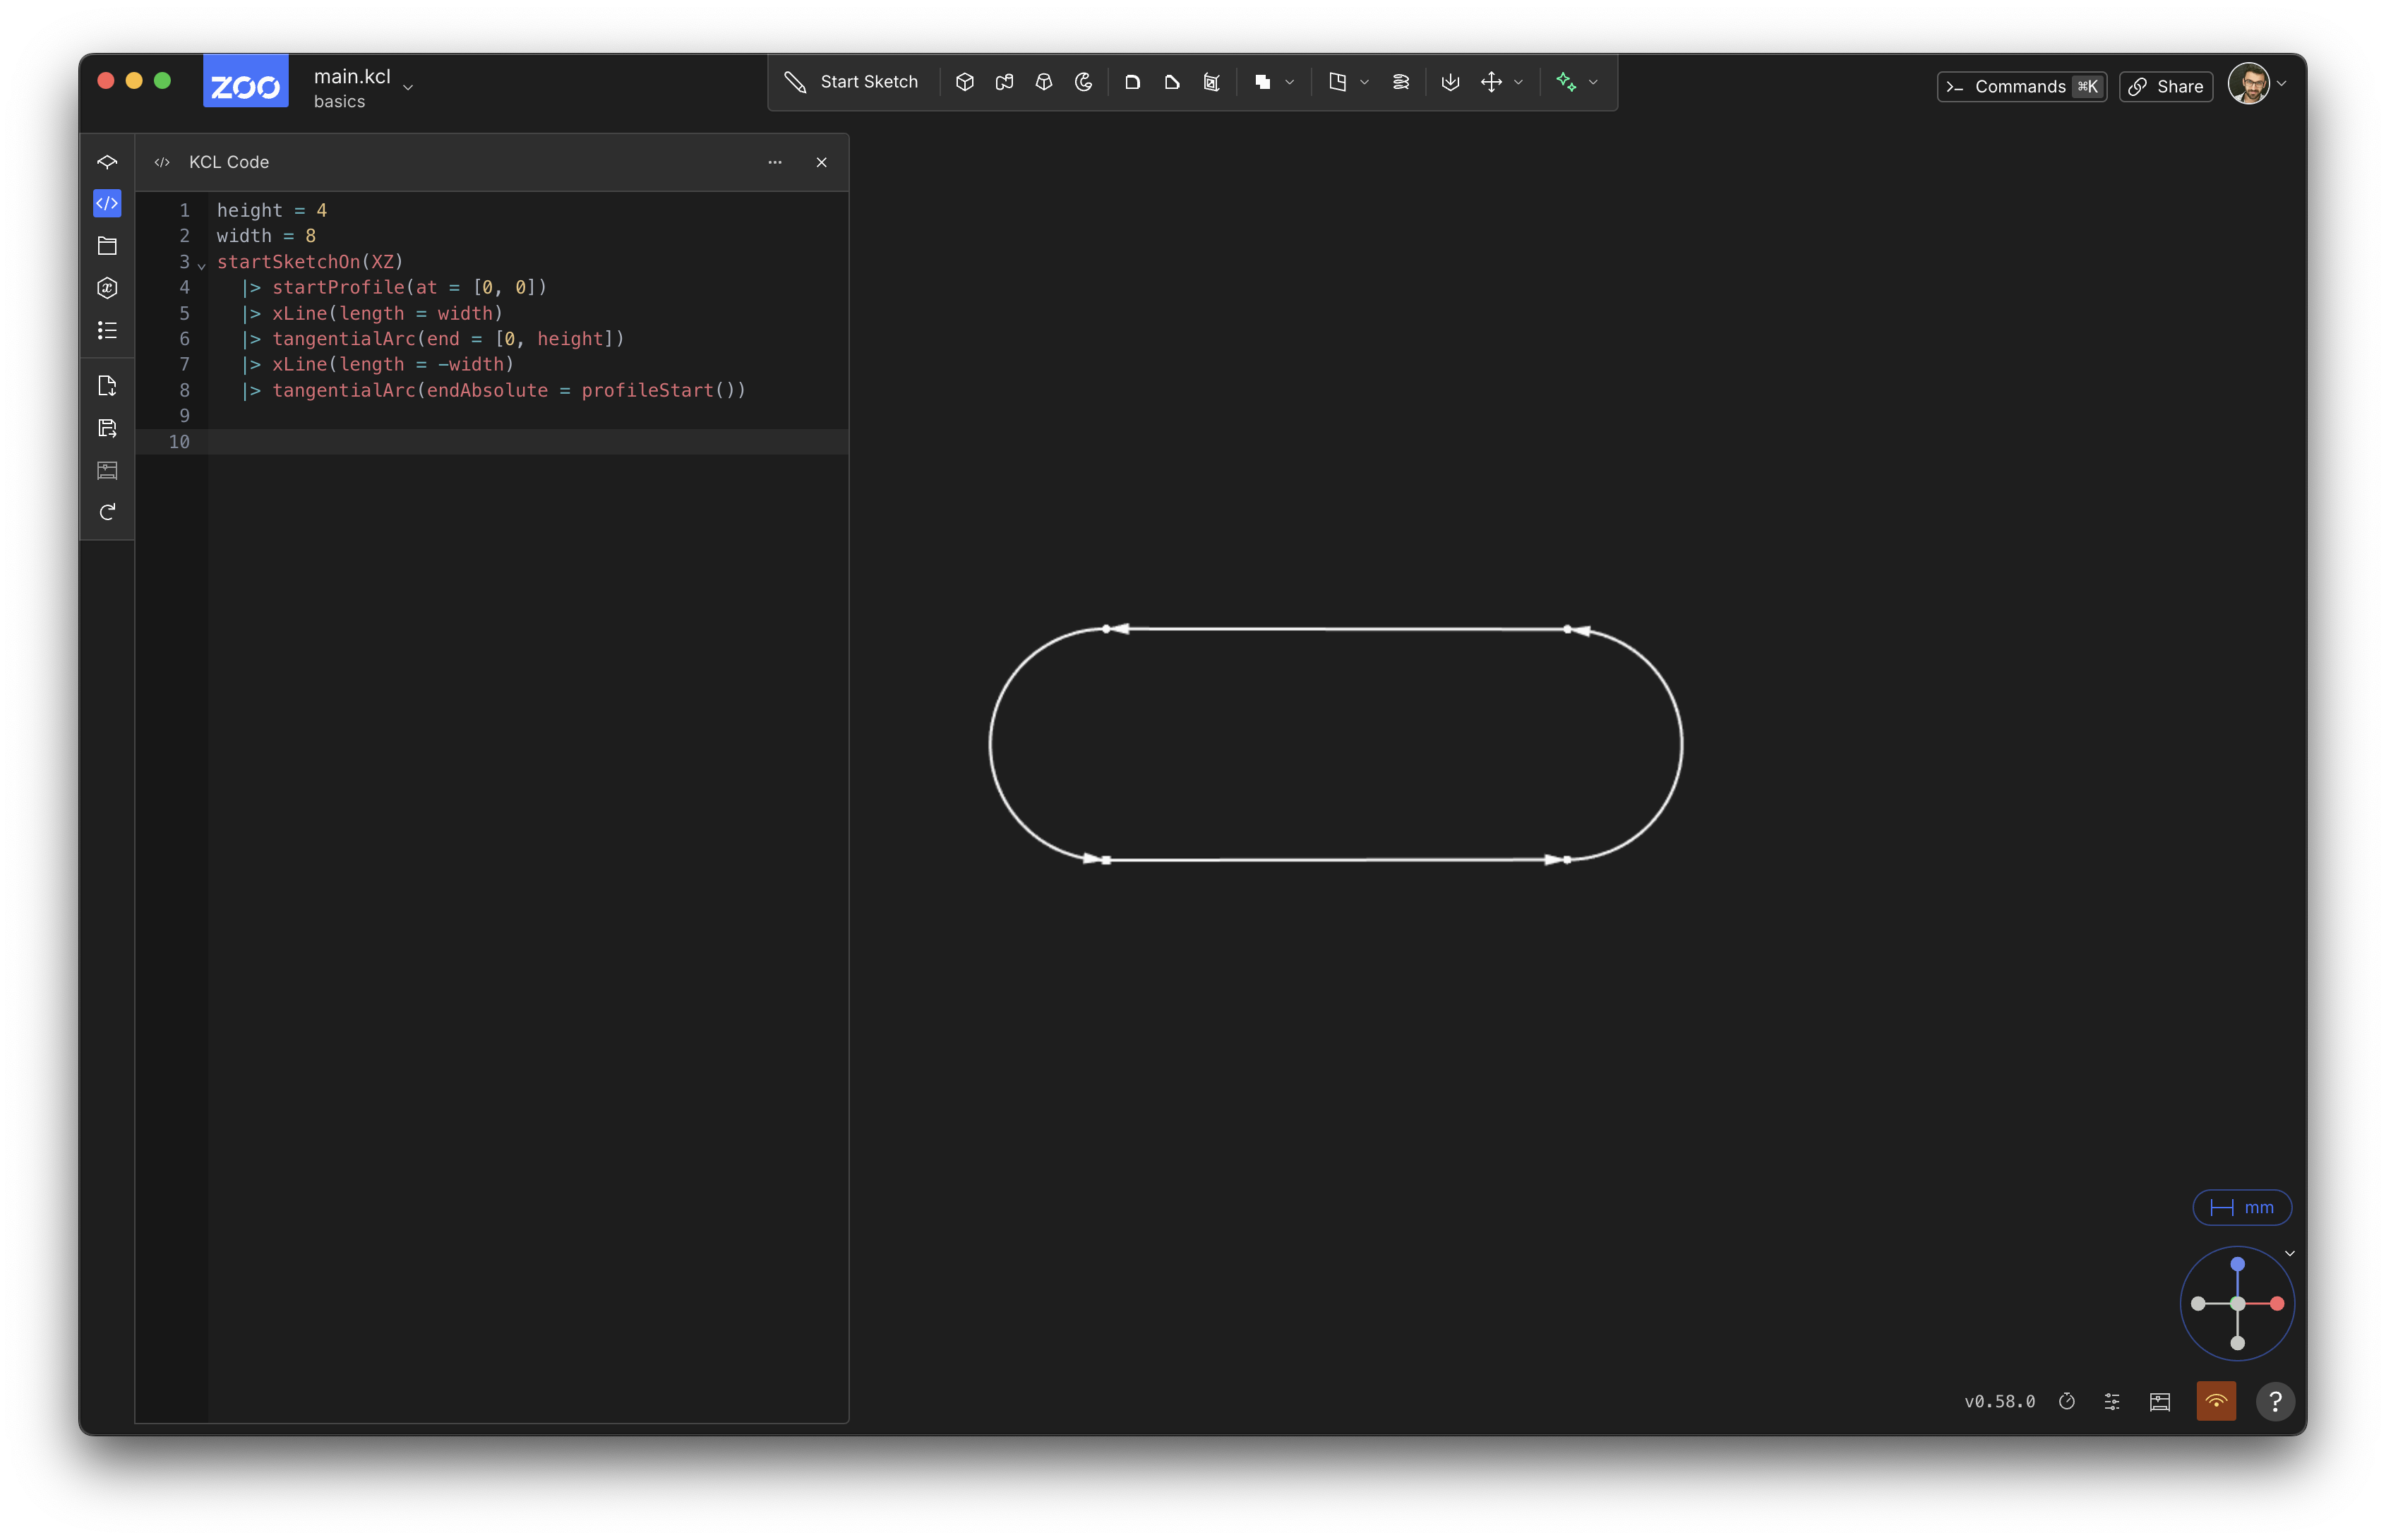 ZOO
main.kcl
basics
Start Sketch
Commands ⌘K
Share
KCL Code
1 height = 4
2 width = 8
3 startSketchOn(XZ)
4   |> startProfile(at = [0, 0])
5   |> xLine(length = width)
6   |> tangentialArc(end = [0, height])
7   |> xLine(length = -width)
8   |> tangentialArc(endAbsolute = profileStart())
9
10
mm
v0.58.0
?